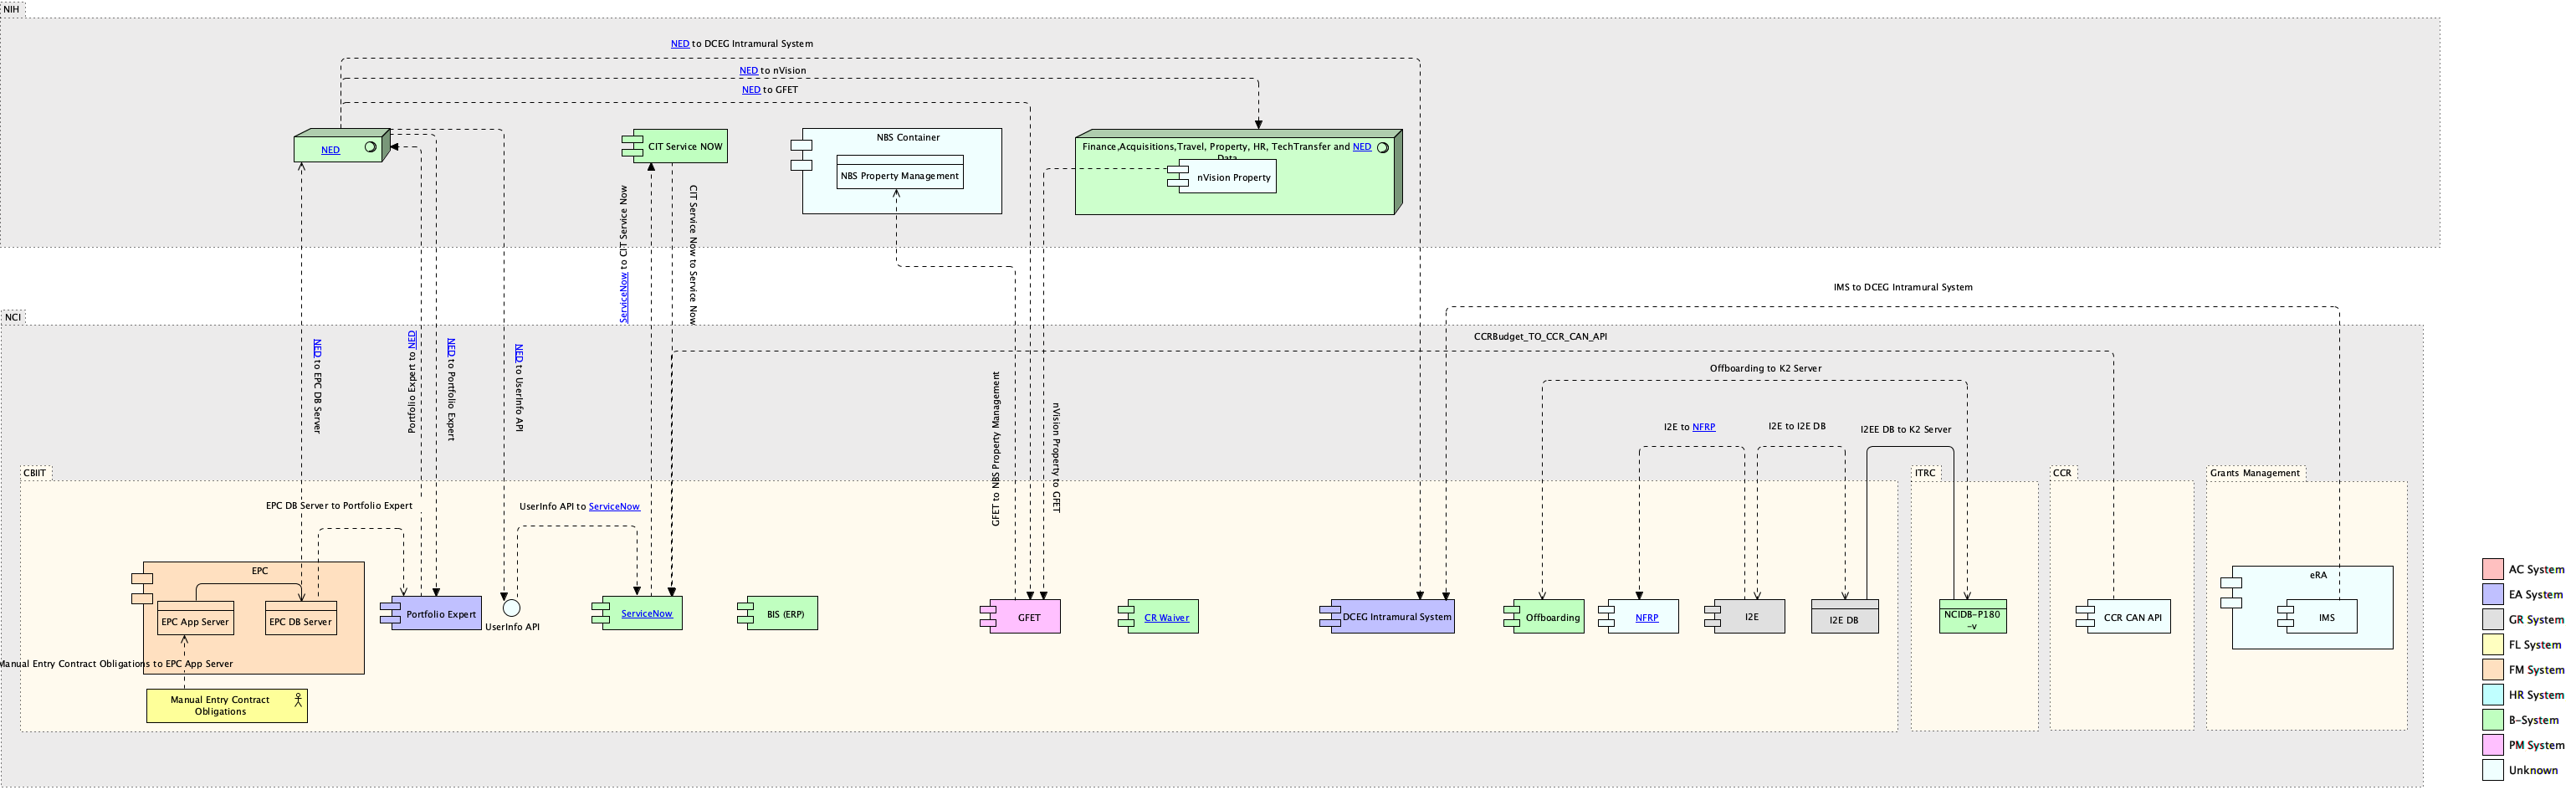 NIH
NED to DCEG Intramural System
NED to nVision
NED to GFET
NED
CIT Service NOW
NBS Container
NBS Property Management
Finance,Acquisitions,Travel, Property, HR, TechTransfer and NED
Data
nVision Property
ServiceNow to CIT Service Now
CIT Service Now to Service Now
IMS to DCEG Intramural System
NCI
CCRBudget_TO_CCR_CAN_API
NED to EPC DB Server
Portfolio Expert to NED
NED to Portfolio Expert
NED to UserInfo API
GFET to NBS Property Management
nVision Property to GFET
Offboarding to K2 Server
I2E to NFRP
I2E to I2E DB
I2EE DB to K2 Server
CBIIT
ITRC
CCR
Grants Management
EPC DB Server to Portfolio Expert
UserInfo API to ServiceNow
EPC
EPC App Server
EPC DB Server
Portfolio Expert
UserInfo API
ServiceNow
BIS (ERP)
GFET
CR Waiver
DCEG Intramural System
Offboarding
NFRP
I2E
I2E DB
NCIDB-P180
-v
CCR CAN API
eRA
IMS
Manual Entry Contract Obligations to EPC App Server
Manual Entry Contract
Obligations
AC System
EA System
GR System
FL System
FM System
HR System
B-System
PM System
Unknown